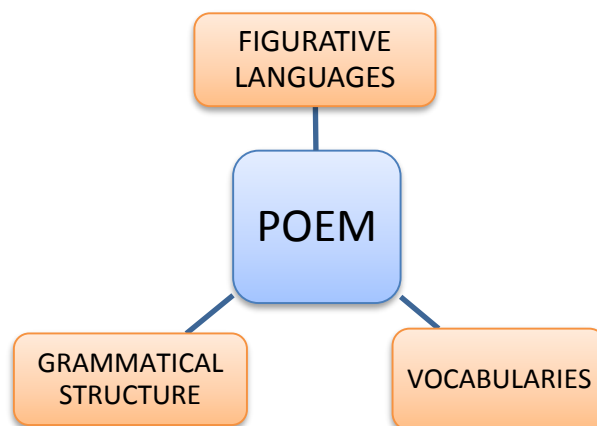 FIGURATIVE
LANGUAGES
POEM
GRAMMATICAL
STRUCTURE
VOCABULARIES